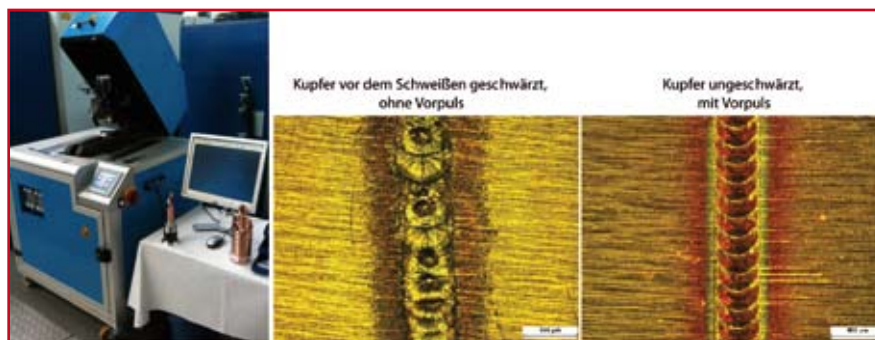 Kupfer vor dem Schweißen geschwärzt,
ohne Vorpuls
Kupfer ungeschwärzt,
mit Vorpuls